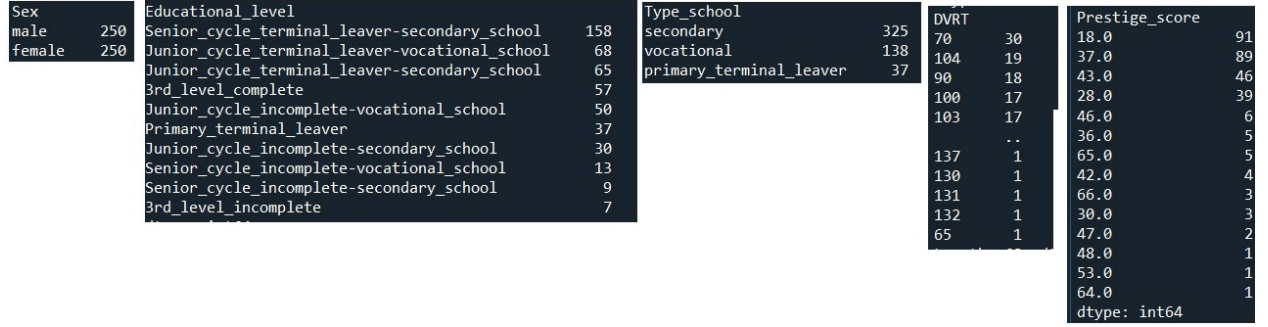 Sex
male 250
female 250
Educational_level
Senior_cycle_terminal_leaver-secondary_school 158
Junior_cycle_terminal_leaver-vocational_school 68
Junior_cycle_terminal_leaver-secondary_school 65
3rd_level_complete 57
Junior_cycle_incomplete-vocational_school 50
Primary_terminal_leaver 37
Junior_cycle_incomplete-secondary_school 30
Senior_cycle_incomplete-vocational_school 13
Senior_cycle_incomplete-secondary_school 9
3rd_level_incomplete 7
Type_school
secondary 325
vocational 138
primary_terminal_leaver 37
DVRT
70 30
104 19
90 18
100 17
103 17
..
137 1
130 1
131 1
132 1
65 1
Prestige_score
18.0 91
37.0 89
43.0 46
28.0 39
46.0 6
36.0 5
65.0 5
42.0 4
66.0 3
30.0 3
47.0 2
48.0 1
53.0 1
64.0 1
dtype: int64